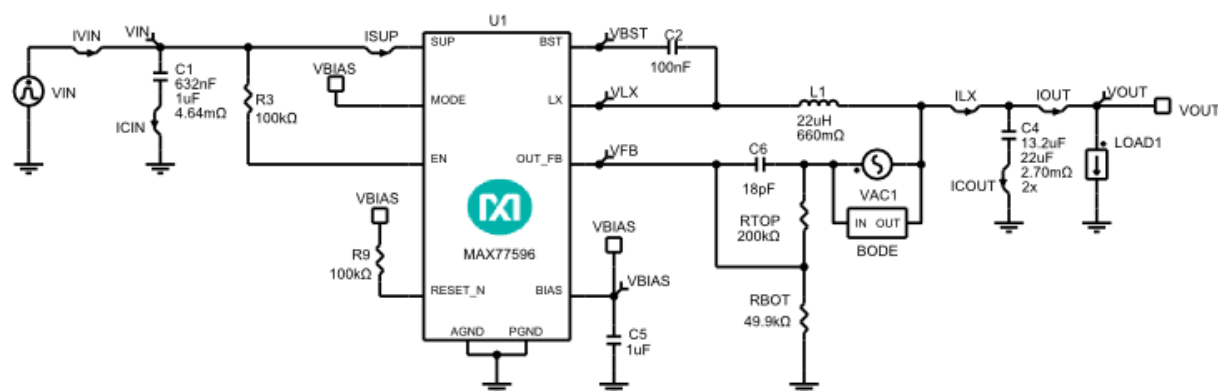 U1
IVIN
VIN
ISUP
SUP
BST
VBST
C2
100nF
VIN
C1
632nF
1uF
4.64mΩ
R3
100kΩ
VBIAS
MODE
LX
VLX
L1
22uH
660mΩ
ILX
IOUT
VOUT
VOUT
ICIN
EN
OUT_FB
VFB
C6
18pF
VAC1
C4
13.2uF
22uF
2.70mΩ
2x
LOAD1
ICOUT
VBIAS
MAX77596
RTOP
200kΩ
IN OUT
BODE
VBIAS
R9
100kΩ
RESET_N
BIAS
VBIAS
RBOT
49.9kΩ
AGND
PGND
C5
1uF